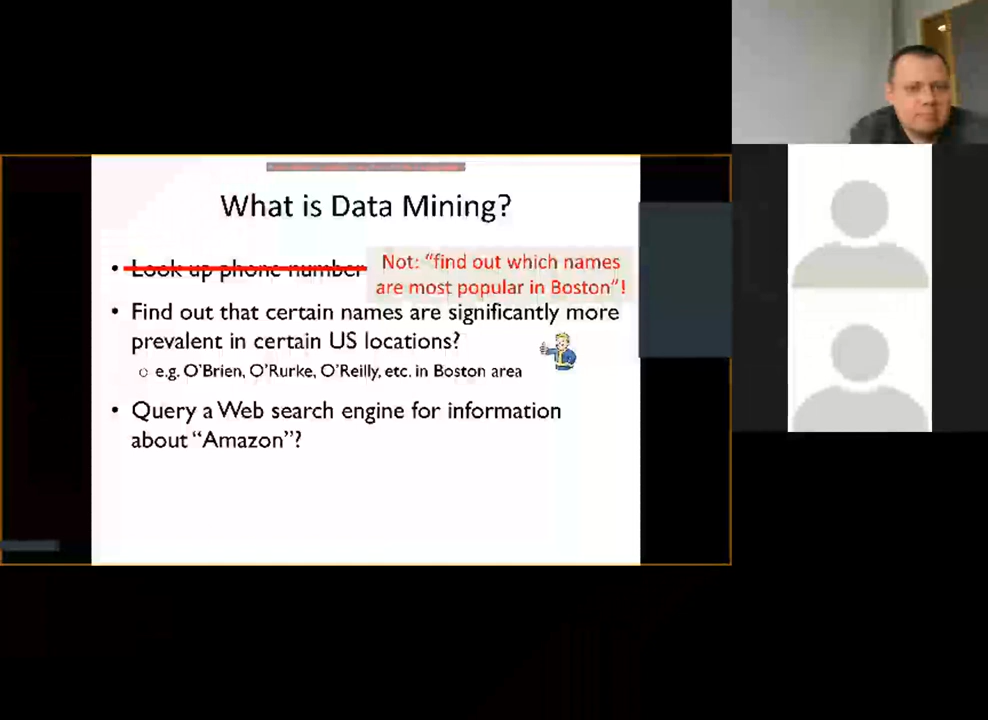 What is Data Mining?
• Look up phone number
Not: “find out which names
are most popular in Boston”!
• Find out that certain names are significantly more
prevalent in certain US locations?
○ e.g. O’Brien, O’Rurke, O’Reilly, etc. in Boston area
• Query a Web search engine for information
about “Amazon”?